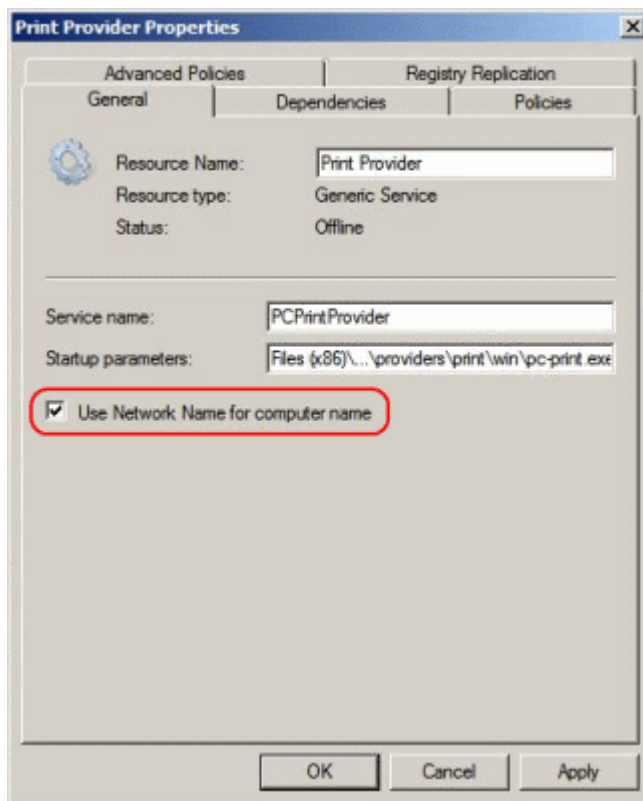 Print Provider Properties
Advanced Policies Registry Replication
General Dependencies Policies
Resource Name: Print Provider
Resource type: Generic Service
Status: Offline
Service name: PCPrintProvider
Startup parameters: Files (x86)\...\providers\print\win\pc-print.exe
Use Network Name for computer name
OK Cancel Apply